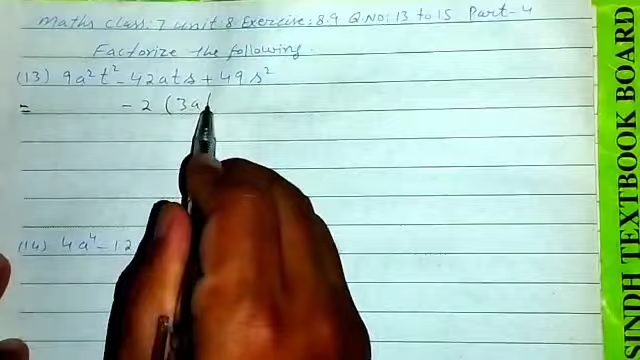 Maths Class: 7 Unit: 8 Exercise: 8.9 Q.NO: 13 to 15 Part-4
Factorize the following.
(13) 9a²t² - 42ats + 49s²
= - 2 (3a
(14) 4a⁴ - 12
SINDH TEXTBOOK BOARD